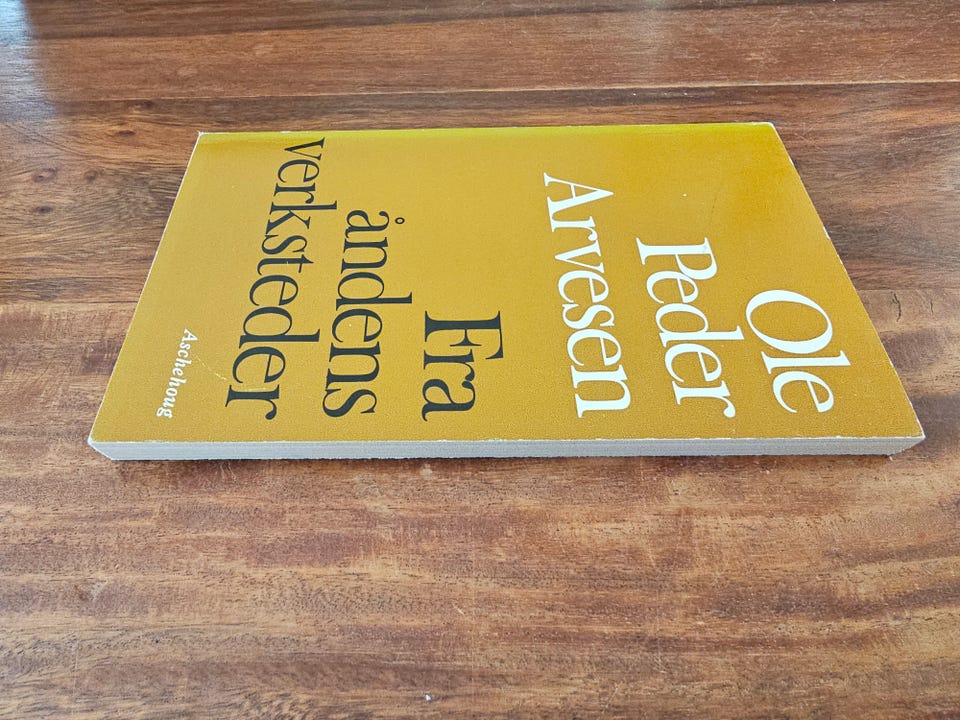 Ole
Peder
Arvesen
Fra
åndens
verksteder
Aschehoug